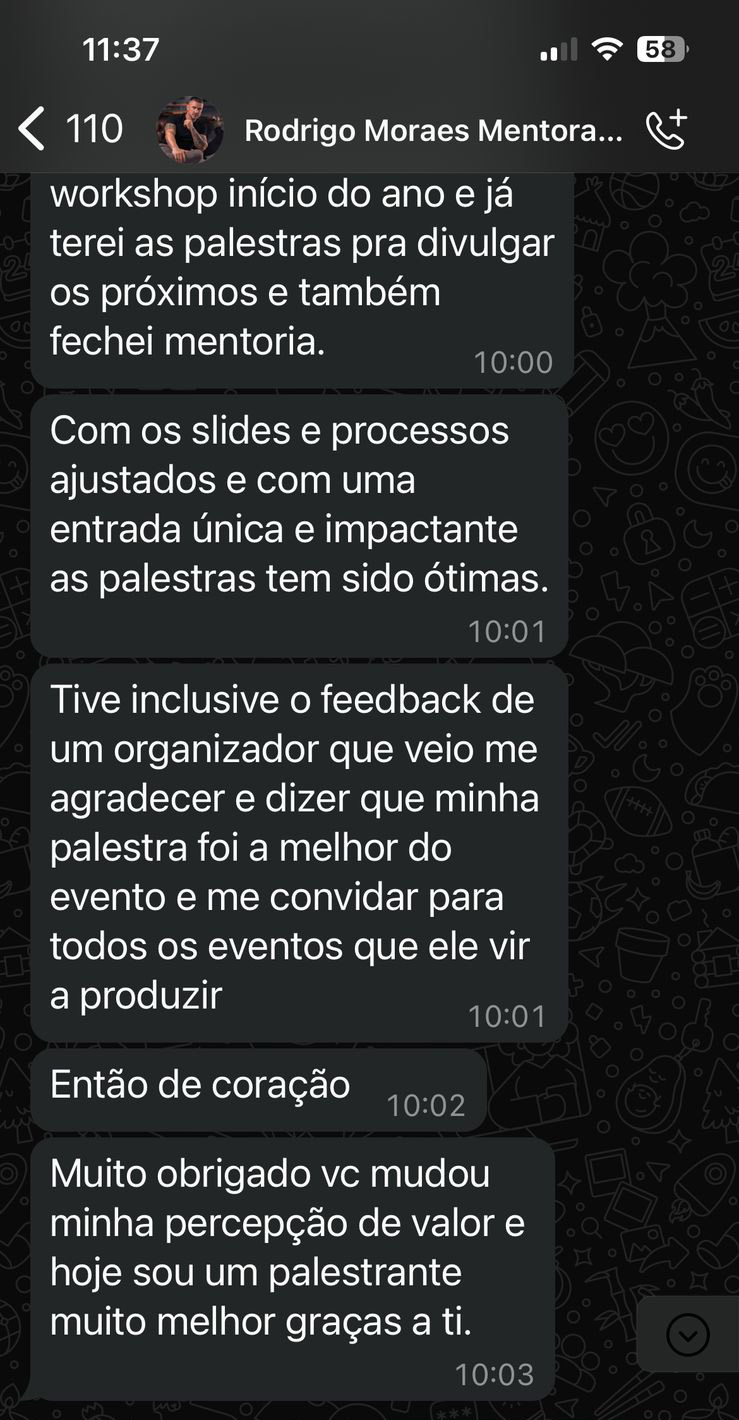 11:37
58
110
Rodrigo Moraes Mentora...
workshop início do ano e já
terei as palestras pra divulgar
os próximos e também
fechei mentoria.
10:00
Com os slides e processos
ajustados e com uma
entrada única e impactante
as palestras tem sido ótimas.
10:01
Tive inclusive o feedback de
um organizador que veio me
agradecer e dizer que minha
palestra foi a melhor do
evento e me convidar para
todos os eventos que ele vir
a produzir
10:01
Então de coração
10:02
Muito obrigado vc mudou
minha percepção de valor e
hoje sou um palestrante
muito melhor graças a ti.
10:03